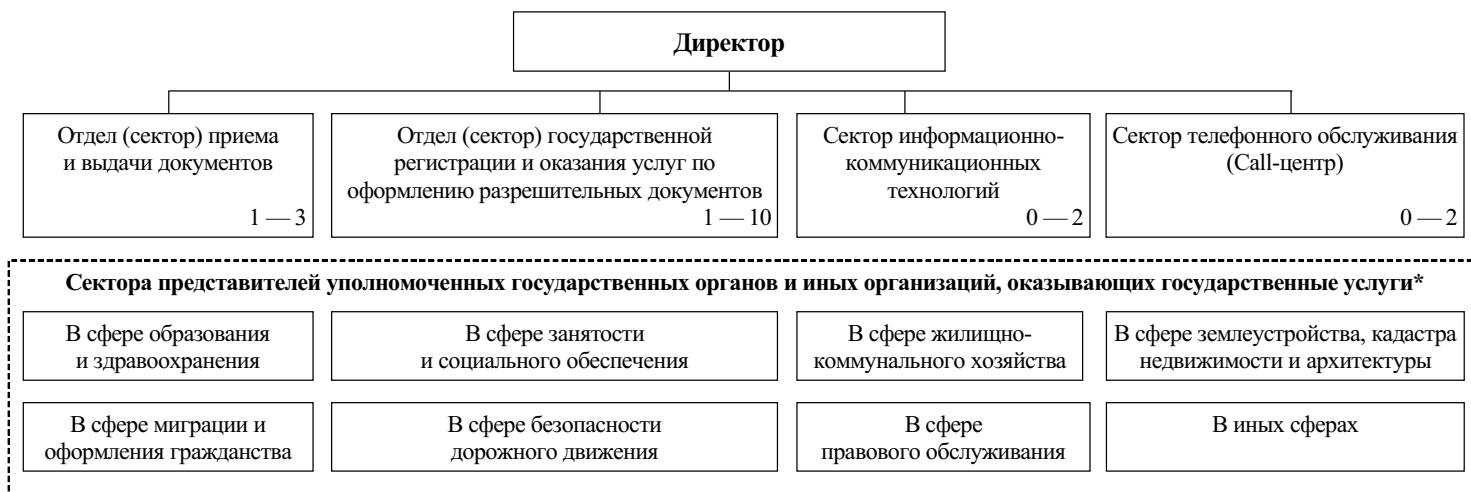 Директор
Отдел (сектор) приема
и выдачи документов
1 — 3
Отдел (сектор) государственной
регистрации и оказания услуг по
оформлению разрешительных документов
1 — 10
Сектор информационно-
коммуникационных
технологий
0 — 2
Сектор телефонного обслуживания
(Call-центр)
0 — 2
Сектора представителей уполномоченных государственных органов и иных организаций, оказывающих государственные услуги*
В сфере образования
и здравоохранения
В сфере занятости
и социального обеспечения
В сфере жилищно-
коммунального хозяйства
В сфере землеустройства, кадастра
недвижимости и архитектуры
В сфере миграции и
оформления гражданства
В сфере безопасности
дорожного движения
В сфере
правового обслуживания
В иных сферах